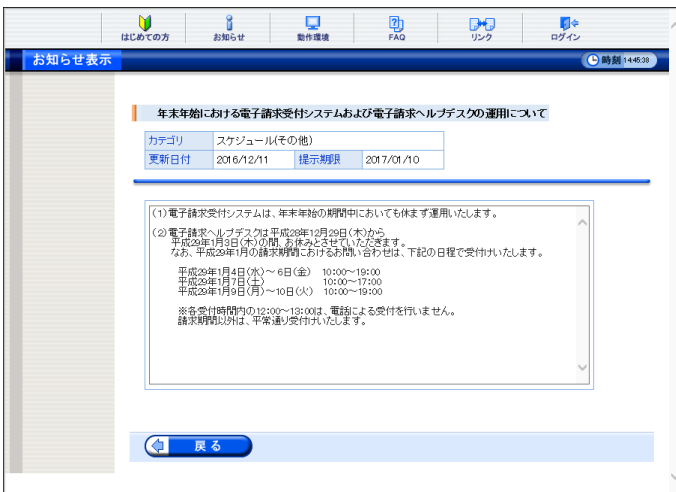 はじめての方 お知らせ 動作環境 FAQ リンク ログイン
お知らせ表示 時刻 14:45:38
年末年始における電子請求受付システムおよび電子請求ヘルプデスクの運用について
カテゴリ スケジュール(その他)
更新日付 2016/12/11 提示期限 2017/01/10
(1)電子請求受付システムは、年末年始の期間中においても休まず運用いたします。
(2)電子請求ヘルプデスクは平成28年12月29日(木)から
平成29年1月3日(木)の間、お休みとさせていただきます。
なお、平成29年1月の請求期間におけるお問い合わせは、下記の日程で受付けいたします。
平成29年1月4日(水)~6日(金) 10:00~19:00
平成29年1月7日(土) 10:00~17:00
平成29年1月9日(月)~10日(火) 10:00~19:00
※各受付時間内の12:00~13:00は、電話による受付を行いません。
請求期間以外は、平常通り受付けいたします。
戻る